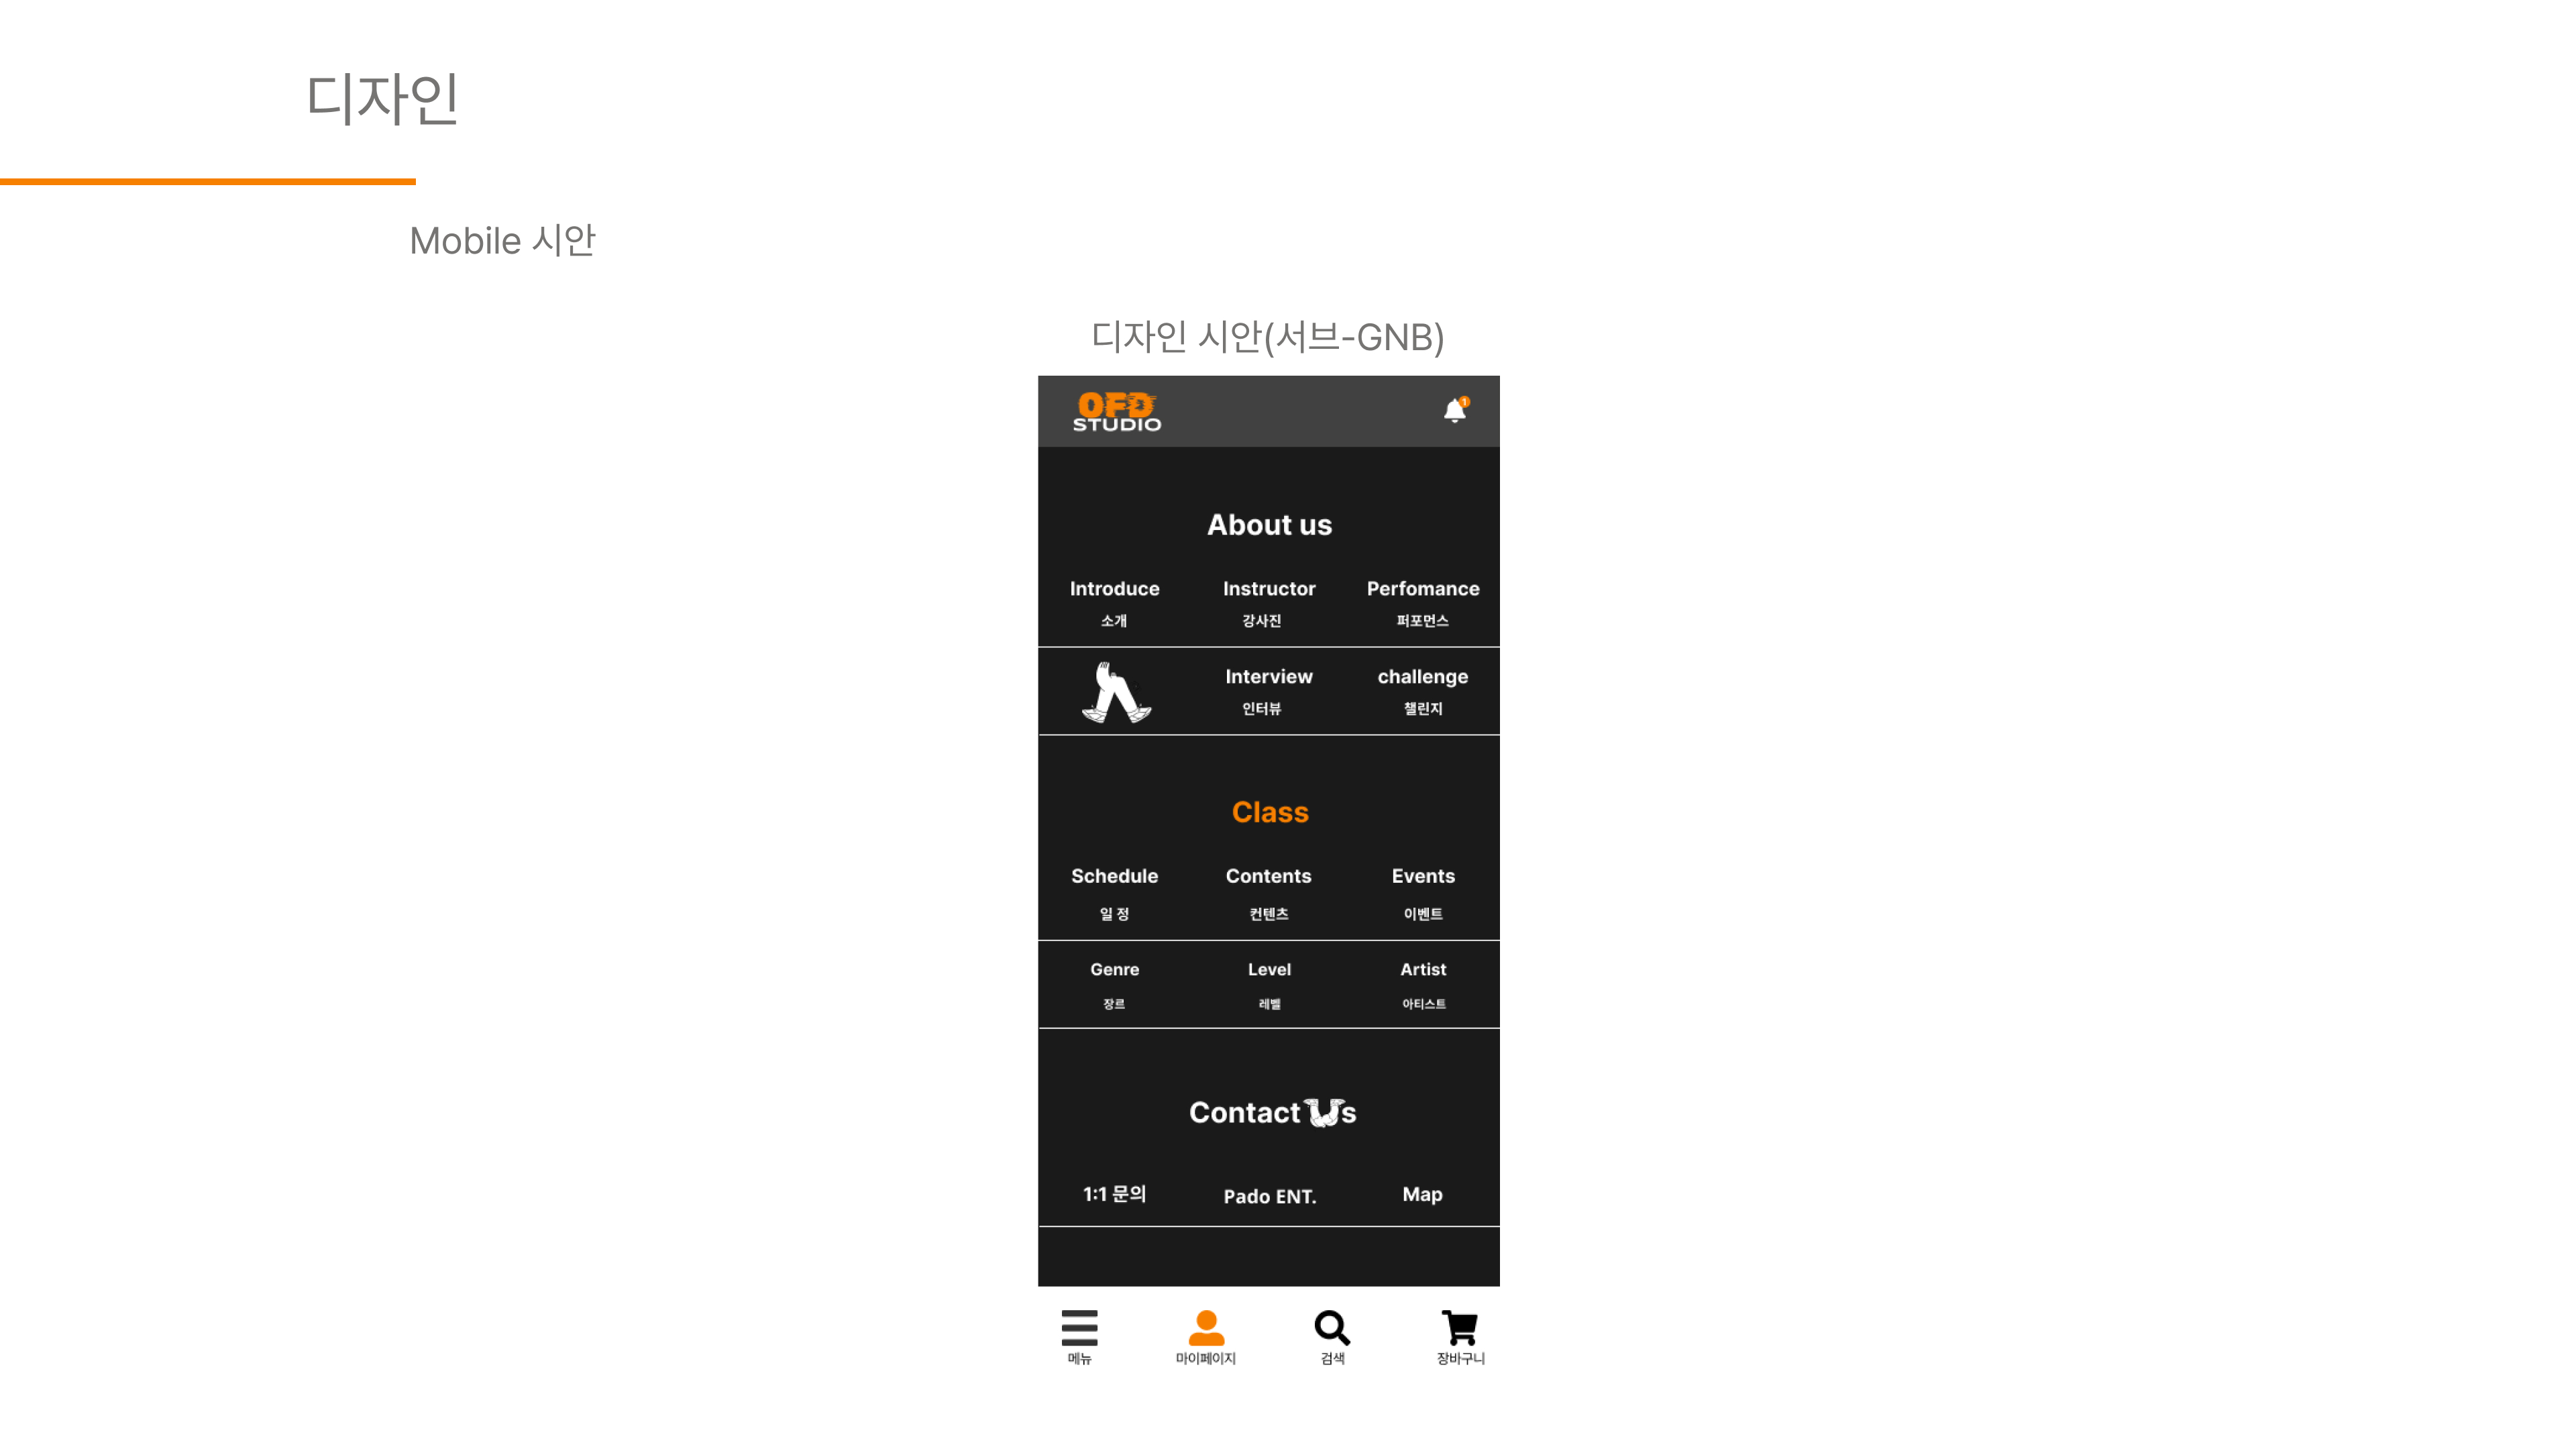 디자인
Mobile 시안
디자인 시안(서브-GNB)
OFD
STUDIO
1
About us
Introduce Instructor Perfomance
소개 강사진 퍼포먼스
Interview challenge
인터뷰 챌린지
Class
Schedule Contents Events
일 정 컨텐츠 이벤트
Genre Level Artist
장르 레벨 아티스트
Contact Us
1:1 문의 Pado ENT. Map
메뉴 마이페이지 검색 장바구니